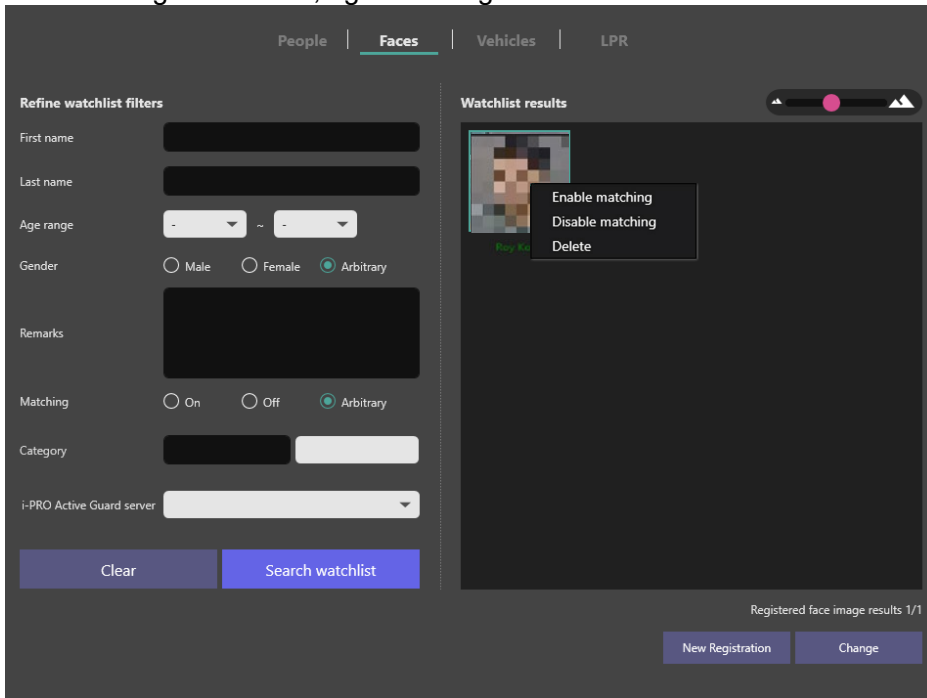 People Faces Vehicles LPR
Refine watchlist filters
First name
Last name
Age range - ~ -
Gender Male Female Arbitrary
Remarks
Matching On Off Arbitrary
Category
i-PRO Active Guard server
Clear Search watchlist
Watchlist results
Enable matching
Disable matching
Delete
Roy
Registered face image results 1/1
New Registration Change